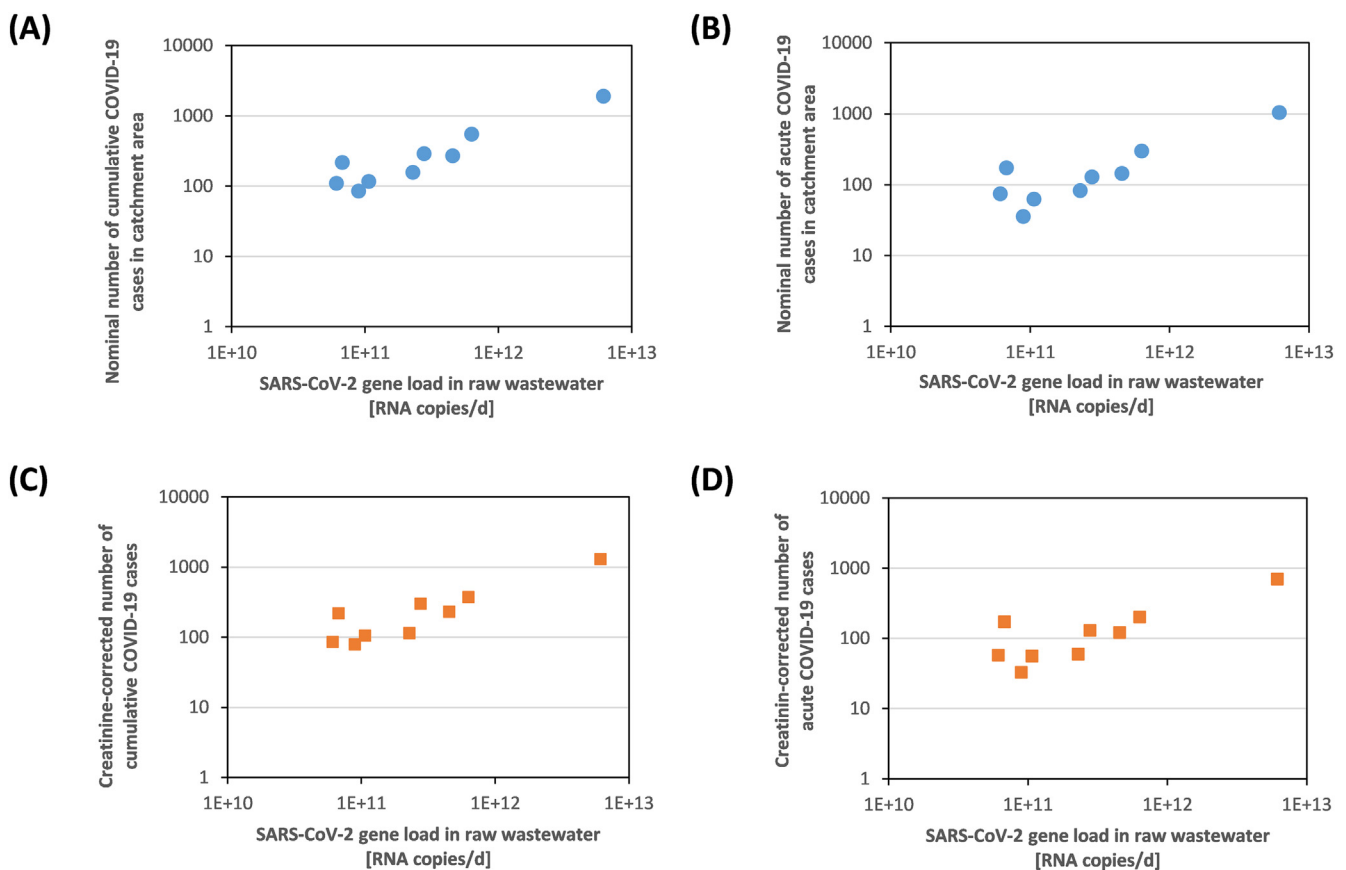 (A)
Nominal number of cumulative COVID-19
cases in catchment area
10000
1000
100
10
1
1E+10 1E+11 1E+12 1E+13
SARS-CoV-2 gene load in raw wastewater
[RNA copies/d]
(B)
Nominal number of acute COVID-19
cases in catchment area
10000
1000
100
10
1
1E+10 1E+11 1E+12 1E+13
SARS-CoV-2 gene load in raw wastewater
[RNA copies/d]
(C)
Creatinine-corrected number of
cumulative COVID-19 cases
10000
1000
100
10
1
1E+10 1E+11 1E+12 1E+13
SARS-CoV-2 gene load in raw wastewater
[RNA copies/d]
(D)
Creatinin-corrected number of
acute COVID-19 cases
10000
1000
100
10
1
1E+10 1E+11 1E+12 1E+13
SARS-CoV-2 gene load in raw wastewater
[RNA copies/d]